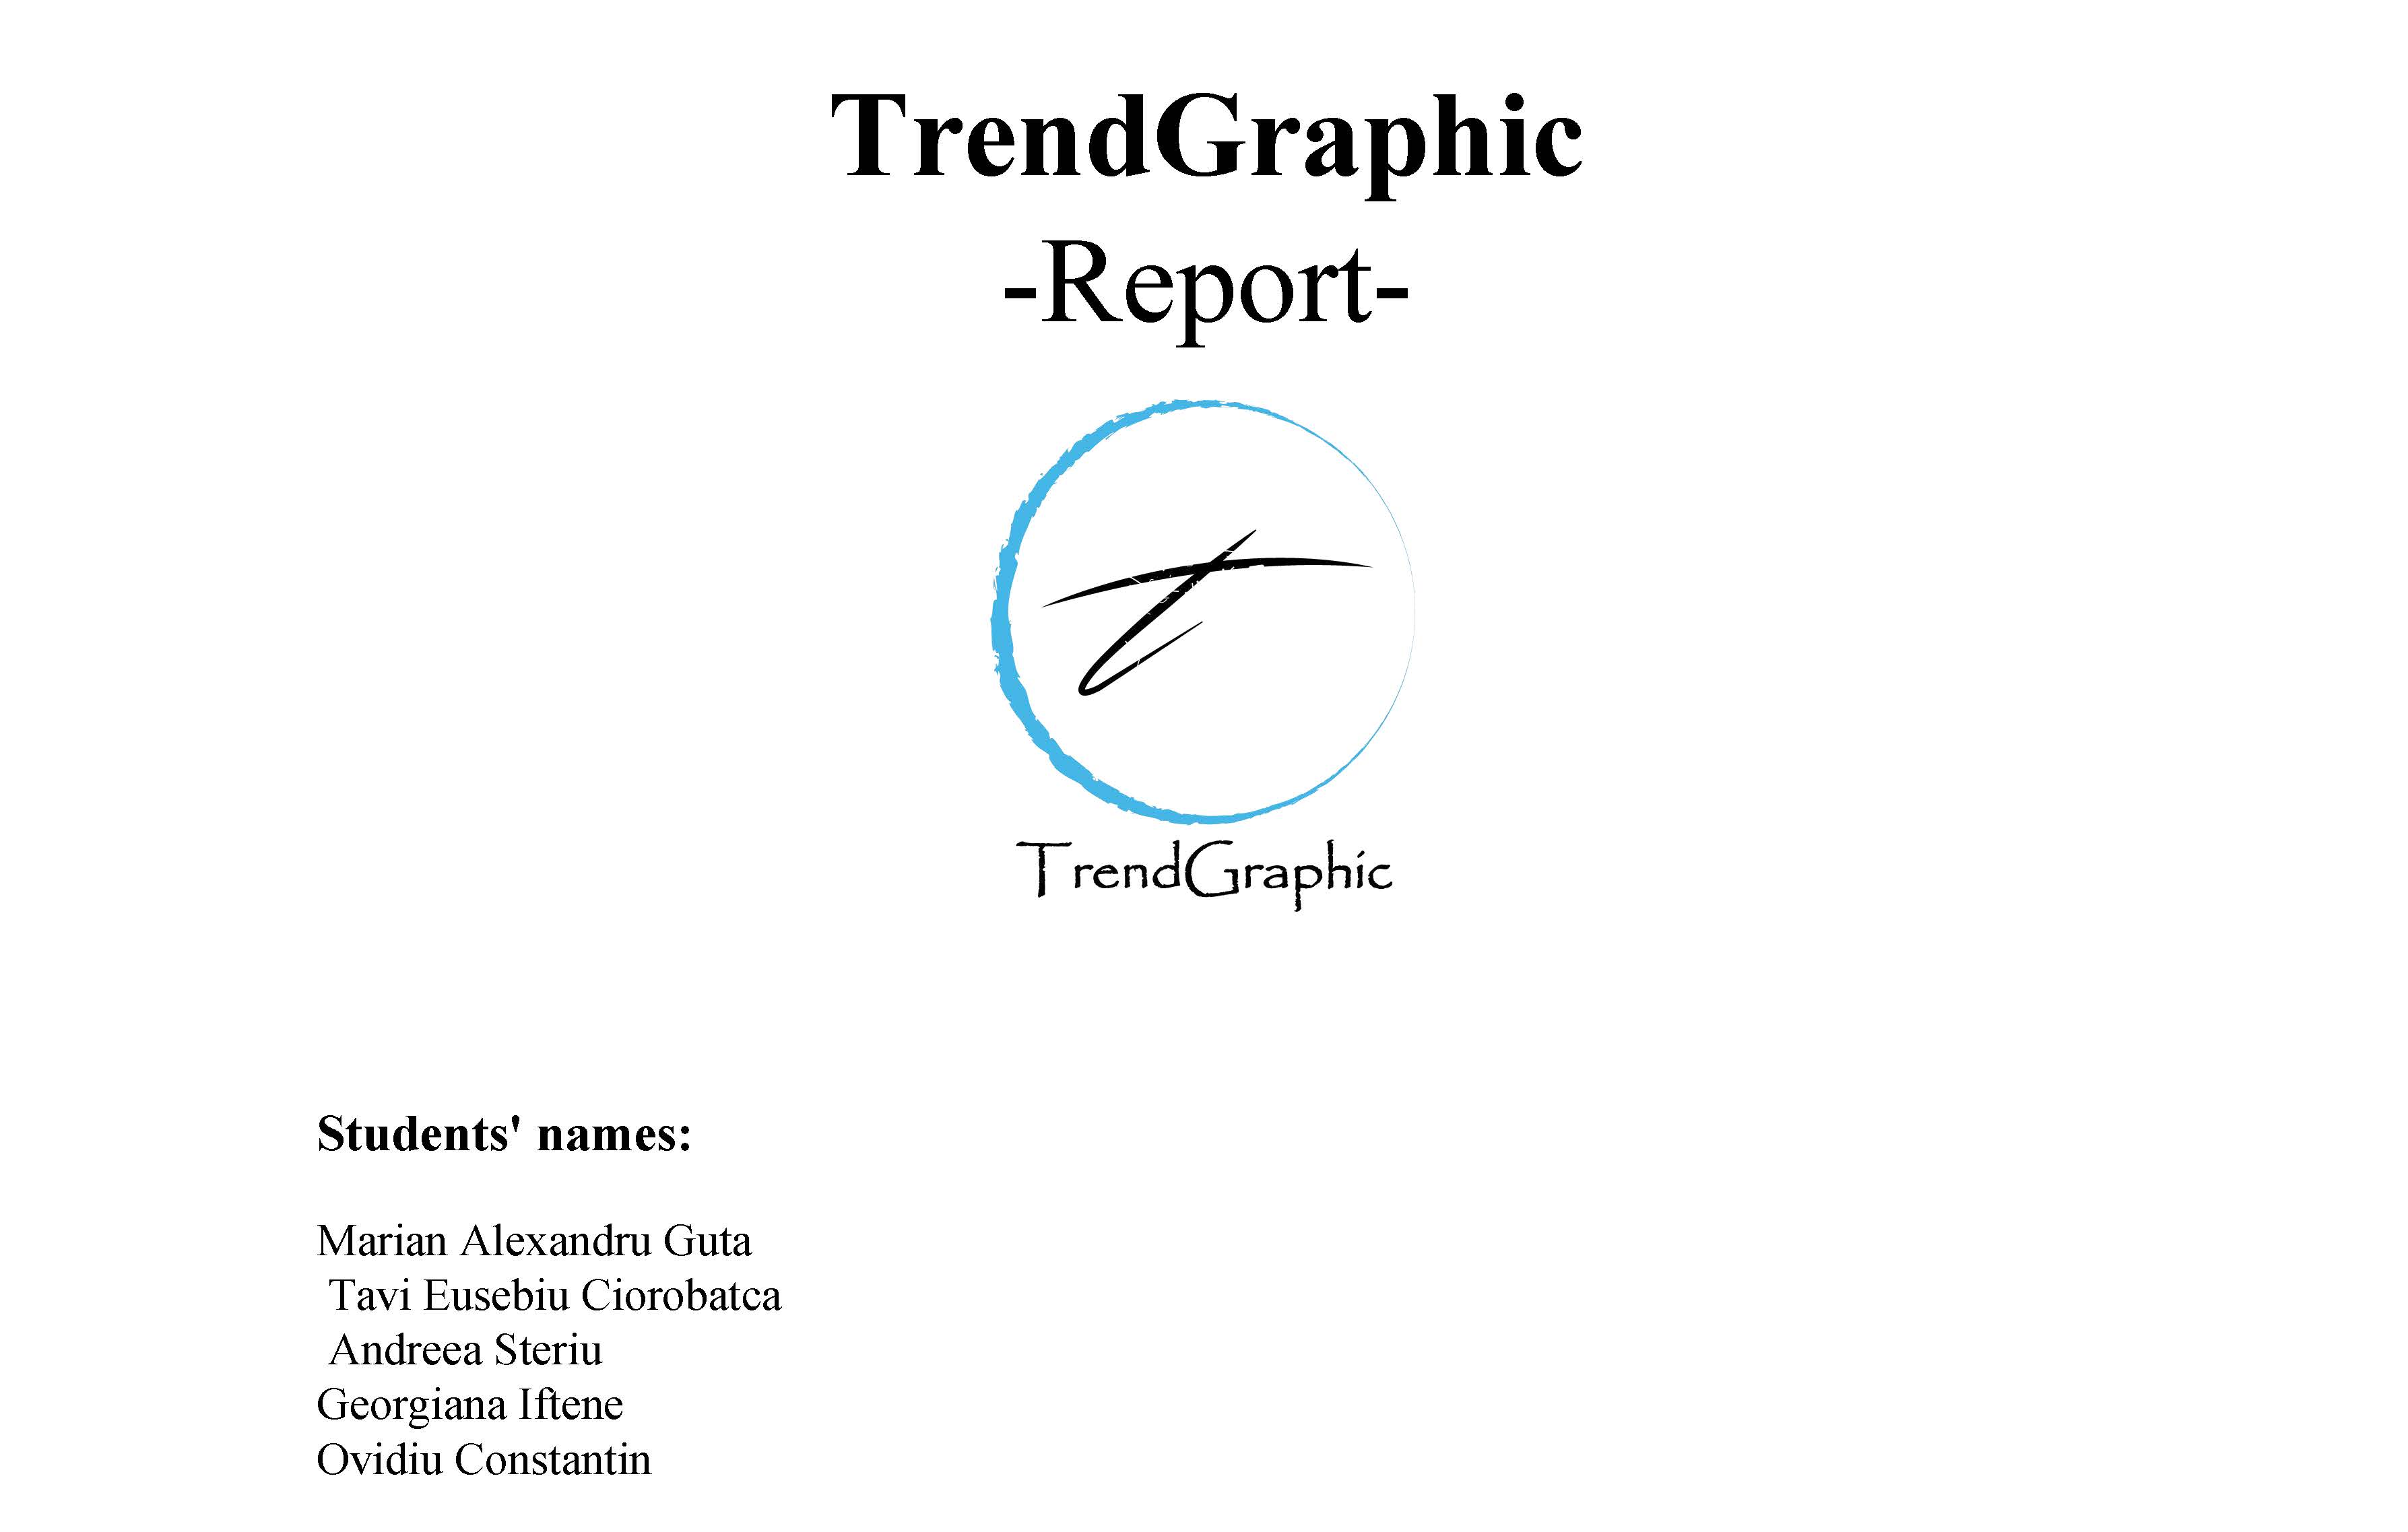 TrendGraphic
-Report-
TrendGraphic
Students' names:
Marian Alexandru Guta
Tavi Eusebiu Ciorobatca
Andreea Steriu
Georgiana Iftene
Ovidiu Constantin